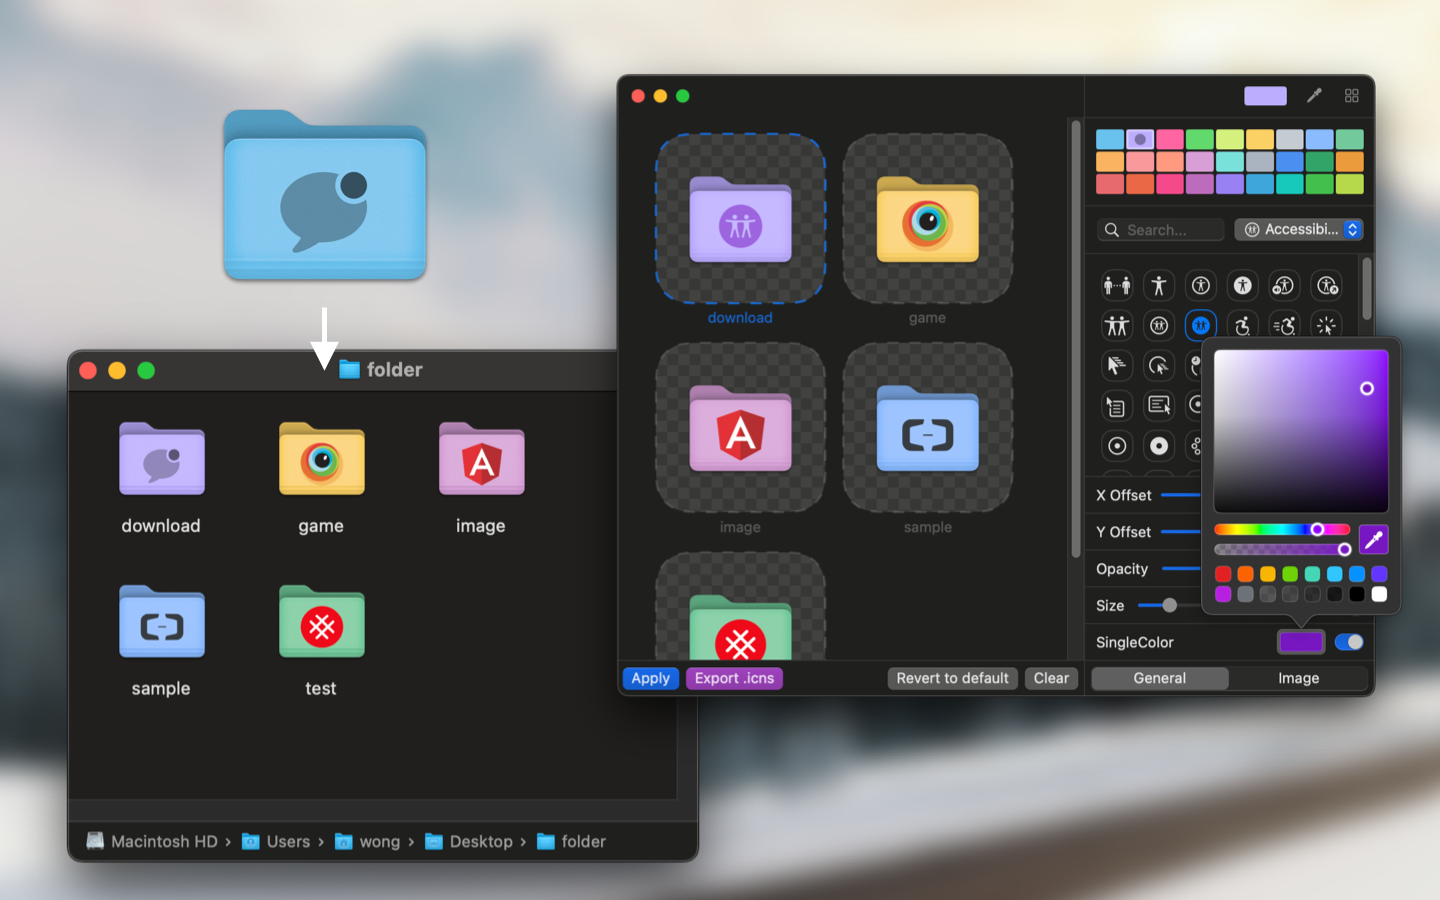 folder
download
game
image
sample
test
Macintosh HD › Users › wong › Desktop › folder
download
game
image
sample
Apply
Export .icns
Revert to default
Clear
Search...
Accessibi...
X Offset
Y Offset
Opacity
Size
SingleColor
General
Image